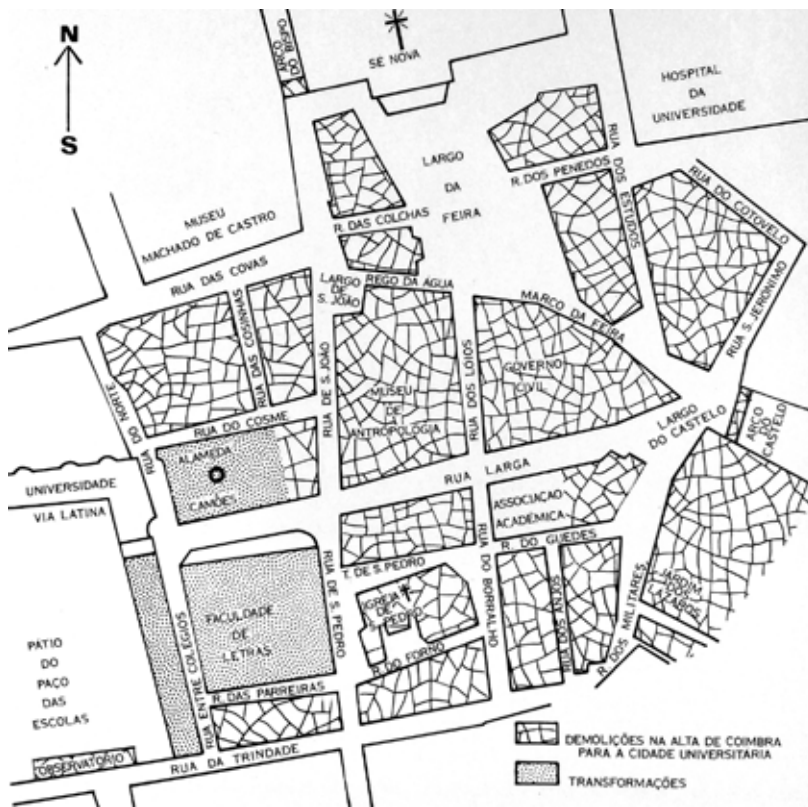 N
S
ARCO
DO BISPO
SÉ NOVA
HOSPITAL
DA
UNIVERSIDADE
LARGO
DA
FEIRA
R. DOS PENEDOS
RUA DOS ESTUDOS
RUA DO COTOVELO
MUSEU
MACHADO DE CASTRO
R. DAS COLCHAS
RUA DAS COVAS
LARGO
DE
S. JOÃO
REGO DA ÁGUA
MARCO DA FEIRA
RUA S. JERONIMO
RUA DAS COSINHAS
RUA DE S. JOÃO
MUSEU
DE
ANTROPOLOGIA
RUA DOS LOIOS
GOVERNO
CIVIL
RUA DO NORTE
RUA DO COSME
LARGO
DO CASTELO
ARCO
DO
CASTELO
ALAMEDA
CAMÕES
RUA LARGA
UNIVERSIDADE
VIA LATINA
ASSOCIACAO
ACADÉMICA
R. DO GUEDES
T. DE S. PEDRO
RUA DE S. PEDRO
IGREJA
DE
S. PEDRO
RUA DO BORRALHO
RUA DOS ANJOS
R. DOS MILITARES
JARDIM
DOS
LAZAROS
FACULDADE
DE
LETRAS
PÁTIO
DO
PAÇO
DAS
ESCOLAS
RUA ENTRE COLÉGIOS
R. DO FORNO
R. DAS PARREIRAS
OBSERVATÓRIO
RUA DA TRINDADE
DEMOLIÇÕES NA ALTA DE COIMBRA
PARA A CIDADE UNIVERSITÁRIA
TRANSFORMAÇÕES